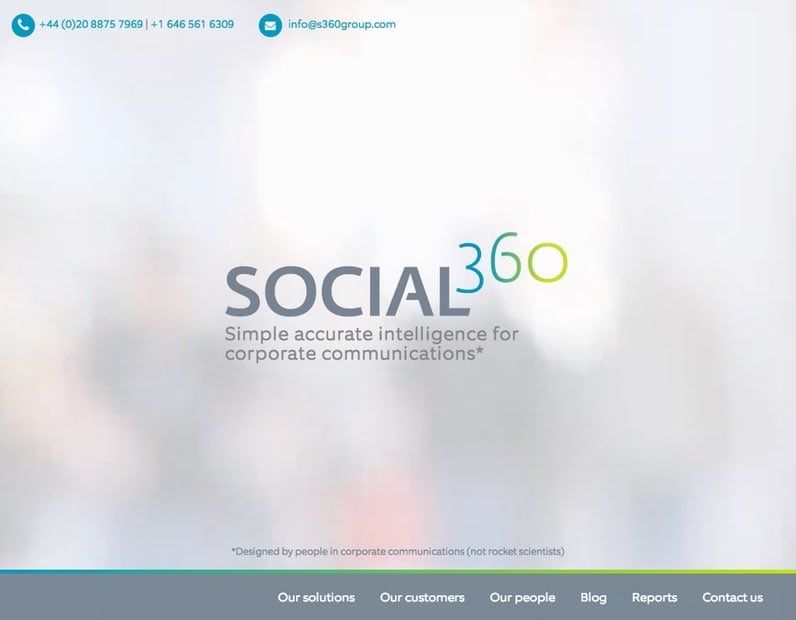 +44 (0)20 8875 7969 | +1 646 561 6309 info@s360group.com
SOCIAL360
Simple accurate intelligence for
corporate communications*
*Designed by people in corporate communications (not rocket scientists)
Our solutions Our customers Our people Blog Reports Contact us